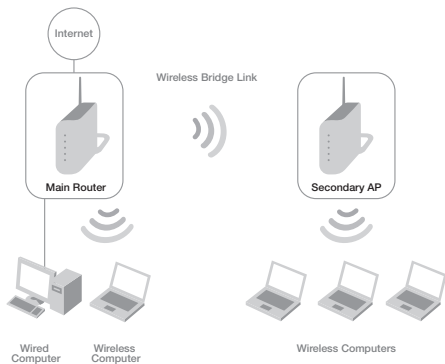 Internet
Wireless Bridge Link
Main Router
Secondary AP
Wired
Computer
Wireless
Computer
Wireless Computers